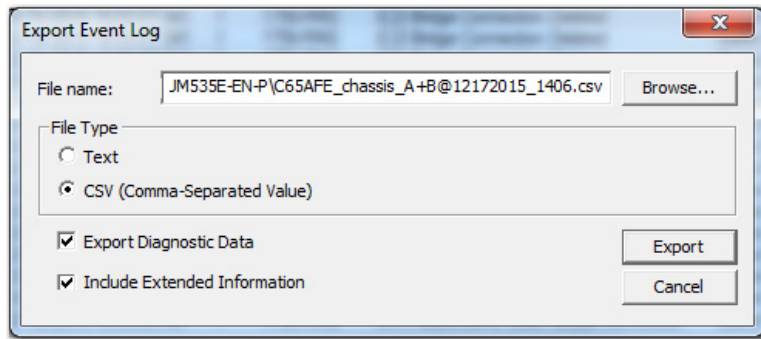 Export Event Log
File name: JM535E-EN-P\C65AFE_chassis_A+B@12172015_1406.csv Browse...
File Type
Text
CSV (Comma-Separated Value)
Export Diagnostic Data Export
Include Extended Information Cancel